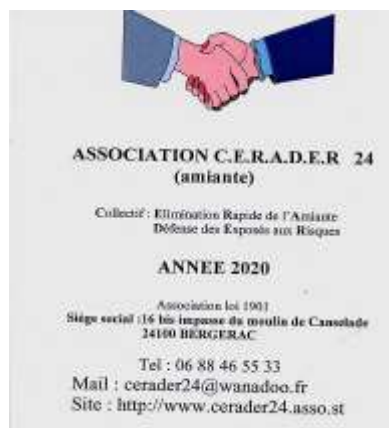 ASSOCIATION C.E.R.A.D.E.R 24
(amiante)
Collectif : Elimination Rapide de l'Amiante
Défense des Exposés aux Risques
ANNEE 2020
Association loi 1901
Siége social :16 bis impasse du moulin de Canselade
24100 BERGERAC
Tel : 06 88 46 55 33
Mail : cerader24@wanadoo.fr
Site : http://www.cerader24.asso.st